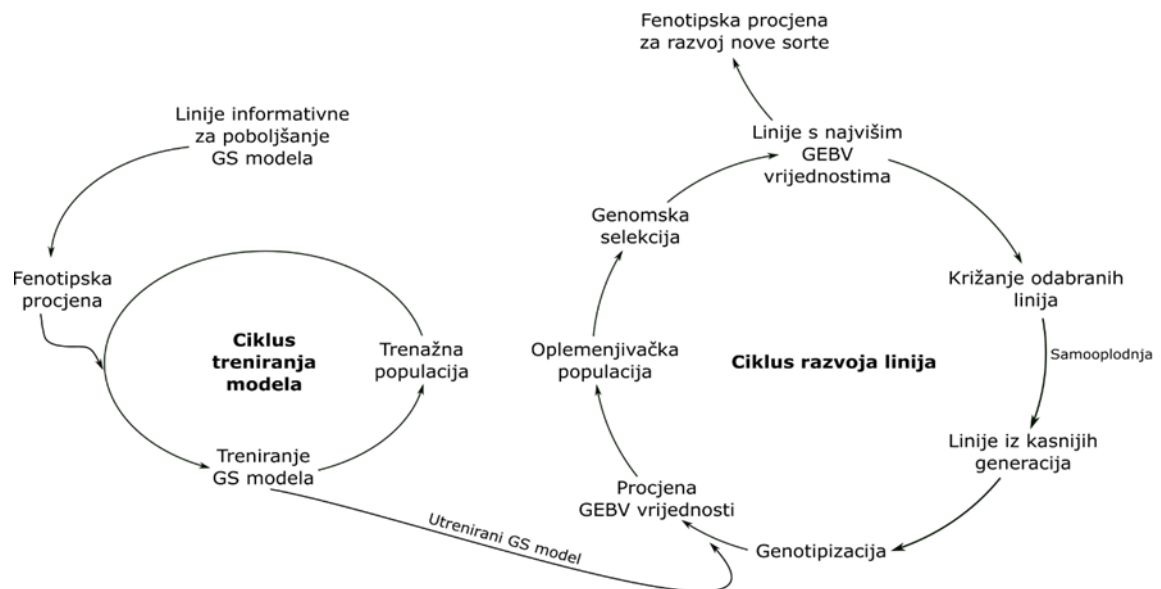 Fenotipska procjena
za razvoj nove sorte
Linije informativne
za poboljšanje
GS modela
Linije s najvišim
GEBV
vrijednostima
Genomska
selekcija
Fenotipska
procjena
Križanje odabranih
linija
Ciklus
treniranja
modela
Trenažna
populacija
Oplemenjivačka
populacija
Ciklus razvoja linija
Samooplodnja
Treniranje
GS modela
Linije iz kasnijih
generacija
Procjena
GEBV vrijednosti
Utrenirani GS model
Genotipizacija